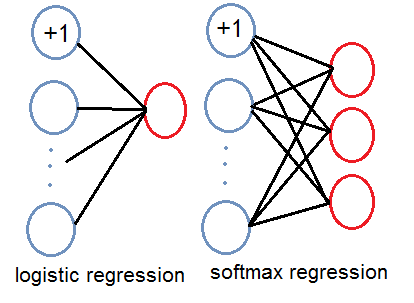 +1
+1
logistic regression
softmax regression